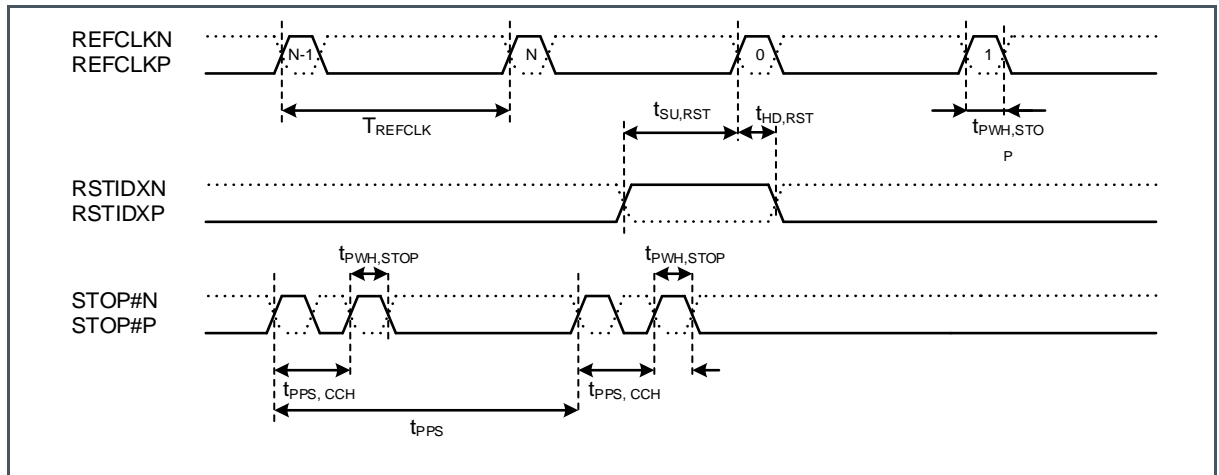 REFCLKN
REFCLKP
N-1
N
0
1
TREFCLK
tSU,RST
tHD,RST
tPWH,STO
P
RSTIDXN
RSTIDXP
tPWH,STOP
tPWH,STOP
STOP#N
STOP#P
tPPS, CCH
tPPS, CCH
tPPS